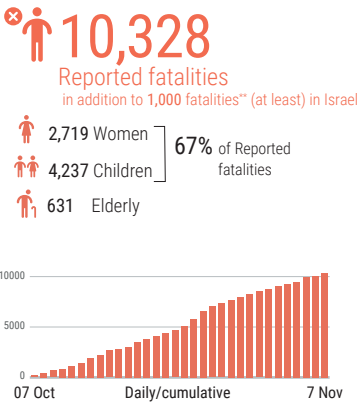 10,328
Reported fatalities
in addition to 1,000 fatalities** (at least) in Israel
2,719 Women
4,237 Children
67% of Reported
fatalities
631 Elderly
10000
5000
0
07 Oct Daily/cumulative 7 Nov